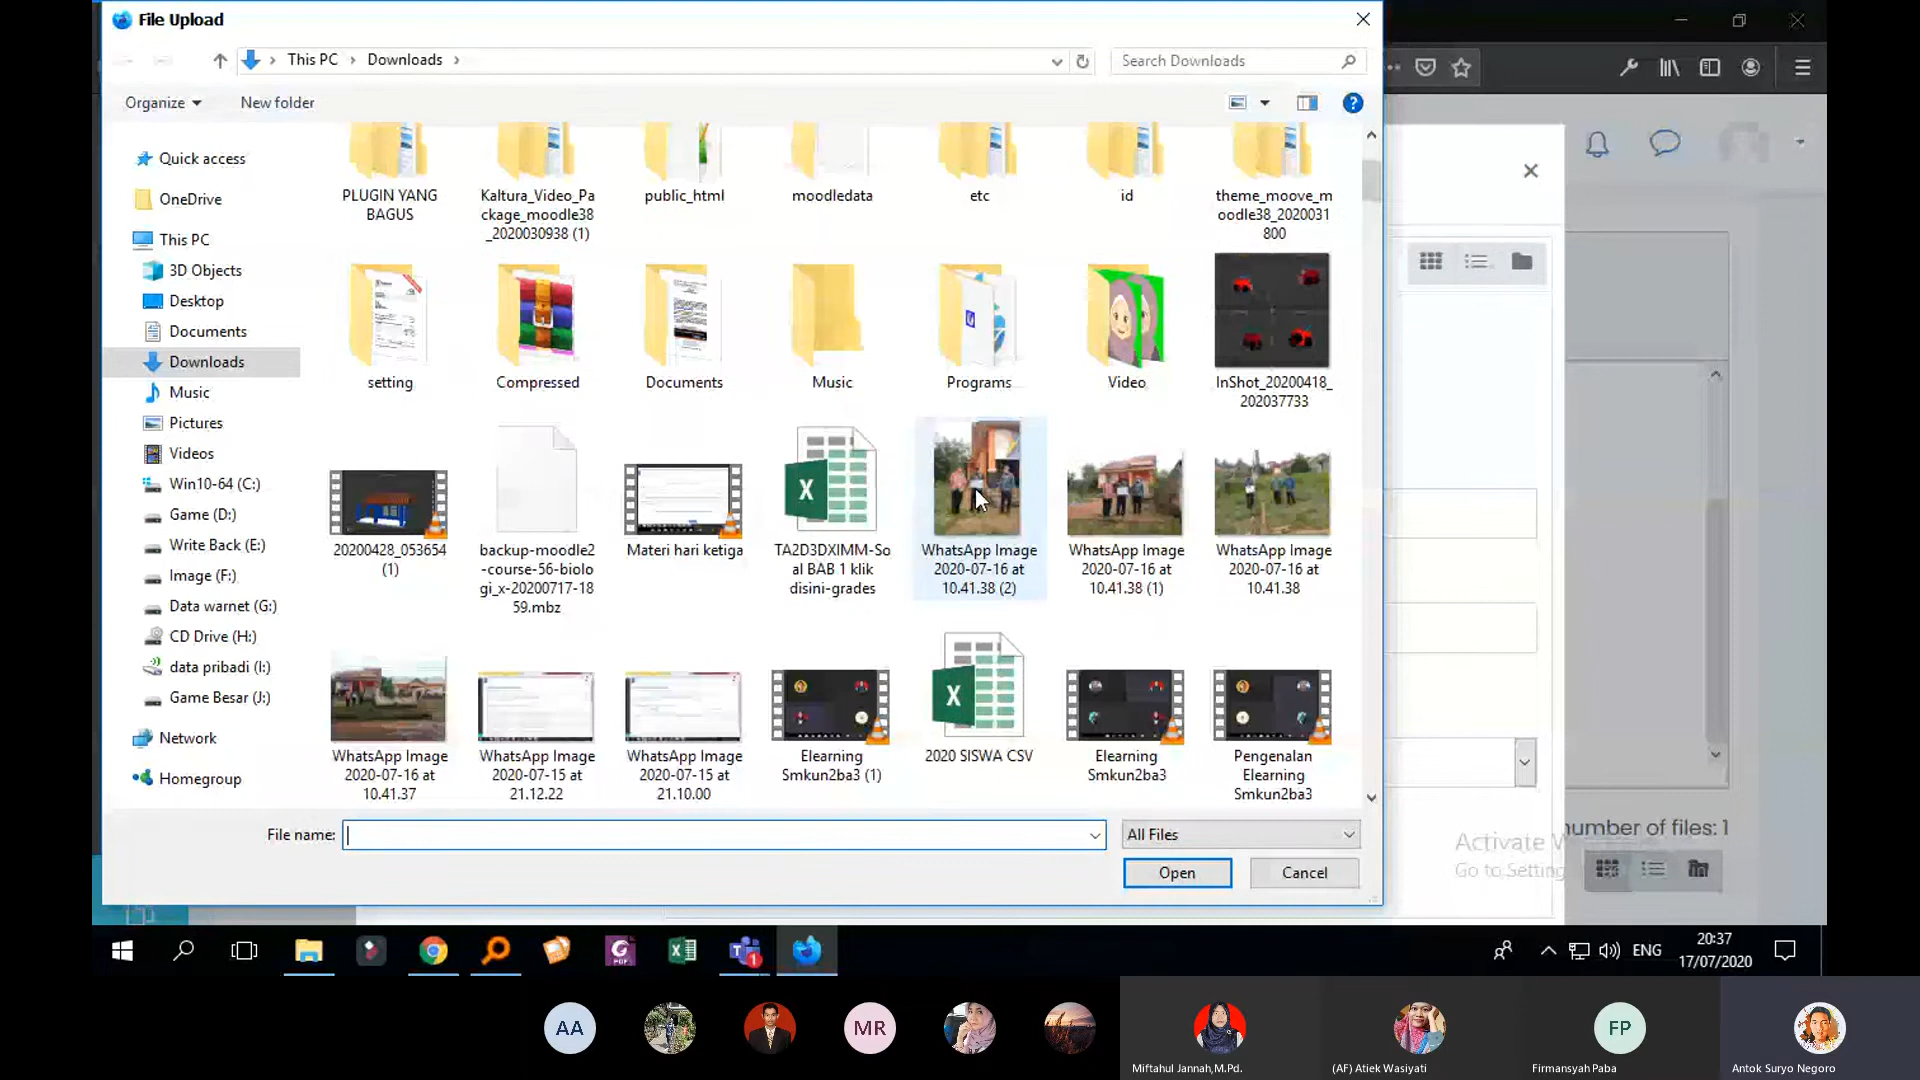 File Upload
This PC > Downloads >
Search Downloads
Organize
New folder
Quick access
OneDrive
This PC
3D Objects
Desktop
Documents
Downloads
Music
Pictures
Videos
Win10-64 (C:)
Game (D:)
Write Back (E:)
Image (F:)
Data warnet (G:)
CD Drive (H:)
data pribadi (I:)
Game Besar (J:)
Network
Homegroup
PLUGIN YANG
BAGUS
Kaltura_Video_Pa
ckage_moodle38
_2020030938 (1)
public_html
moodledata
etc
id
theme_moove_m
oodle38_2020031
800
setting
Compressed
Documents
Music
Programs
Video
InShot_20200418_
202037733
20200428_053654
(1)
backup-moodle2
-course-56-biolo
gi_x-20200717-18
59.mbz
Materi hari ketiga
TA2D3DXIMM-So
al BAB 1 klik
disini-grades
WhatsApp Image
2020-07-16 at
10.41.38 (2)
WhatsApp Image
2020-07-16 at
10.41.38 (1)
WhatsApp Image
2020-07-16 at
10.41.38
WhatsApp Image
2020-07-16 at
10.41.37
WhatsApp Image
2020-07-15 at
21.12.22
WhatsApp Image
2020-07-15 at
21.10.00
Elearning
Smkun2ba3 (1)
2020 SISWA CSV
Elearning
Smkun2ba3
Pengenalan
Elearning
Smkun2ba3
File name:
All Files
Open
Cancel
number of files: 1
Activate W
Go to Setting
ENG
20:37
17/07/2020
AA
MR
FP
Miftahul Jannah,M.Pd.
(AF) Atiek Wasiyati
Firmansyah Paba
Antok Suryo Negoro